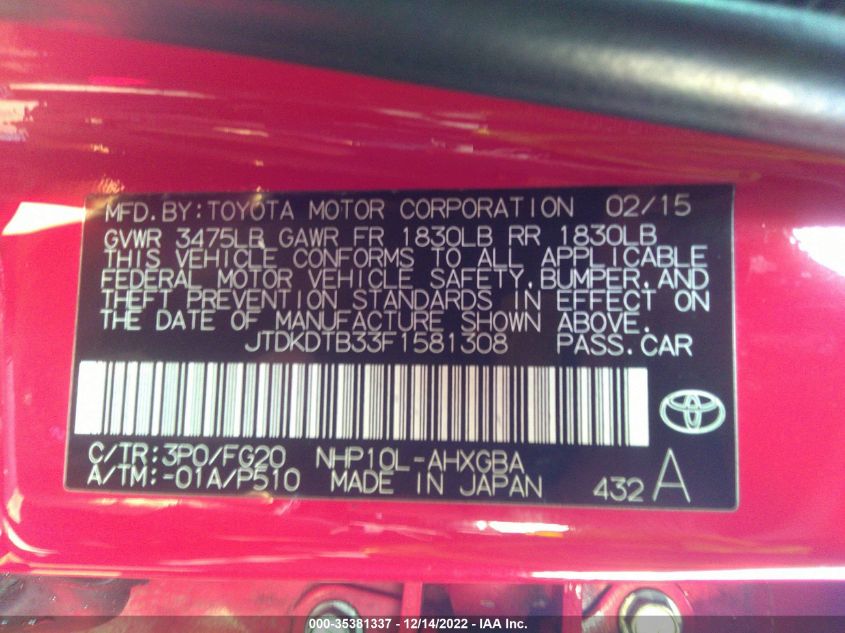 MFD.BY:TOYOTA MOTOR CORPORATION 02/15
GVWR 3475LB GAWR FR 1830LB RR 1830LB
THIS VEHICLE CONFORMS TO ALL APPLICABLE
FEDERAL MOTOR VEHICLE SAFETY,BUMPER,AND
THEFT PREVENTION STANDARDS IN EFFECT ON
THE DATE OF MANUFACTURE SHOWN ABOVE.
JTDKDTB33F1581308 PASS.CAR
C/TR:3P0/FG20 NHP10L-AHXGBA
A/TM:-01A/P510 MADE IN JAPAN 432 A
000-35381337 - 12/14/2022 - IAA Inc.